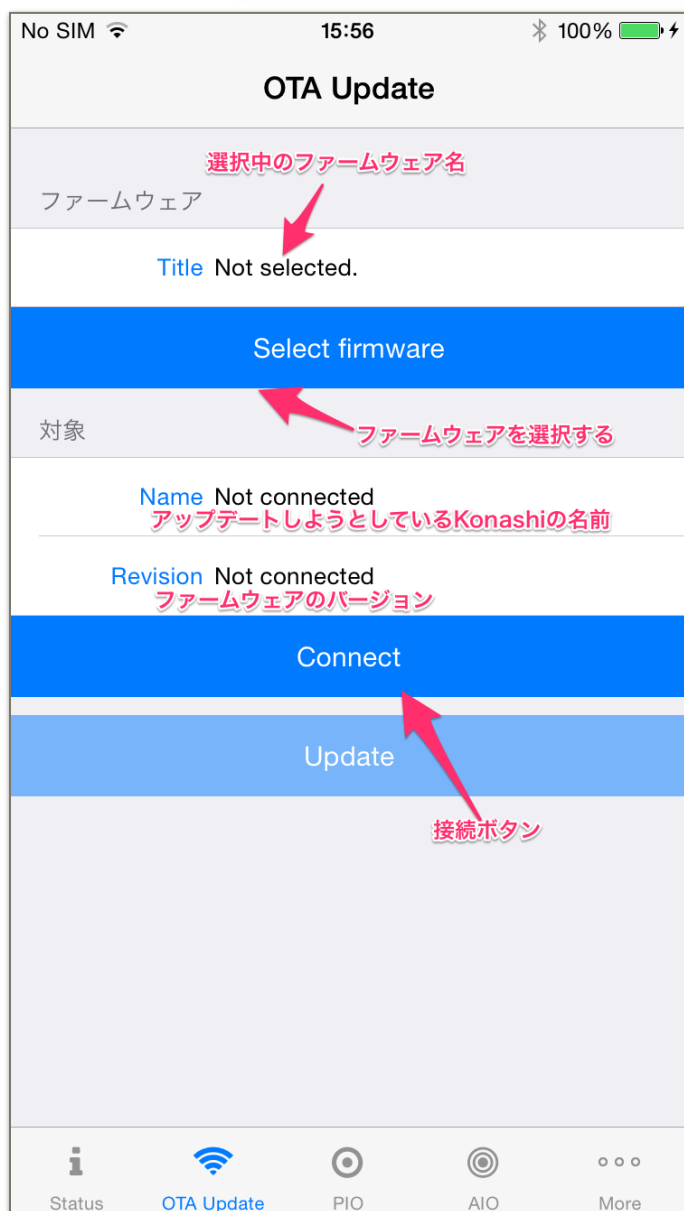 No SIM 15:56 100%
OTA Update
選択中のファームウェア名
ファームウェア
Title Not selected.
Select firmware
対象
ファームウェアを選択する
Name Not connected
アップデートしようとしているKonashiの名前
Revision Not connected
ファームウェアのバージョン
Connect
Update
接続ボタン
Status OTA Update PIO AIO More